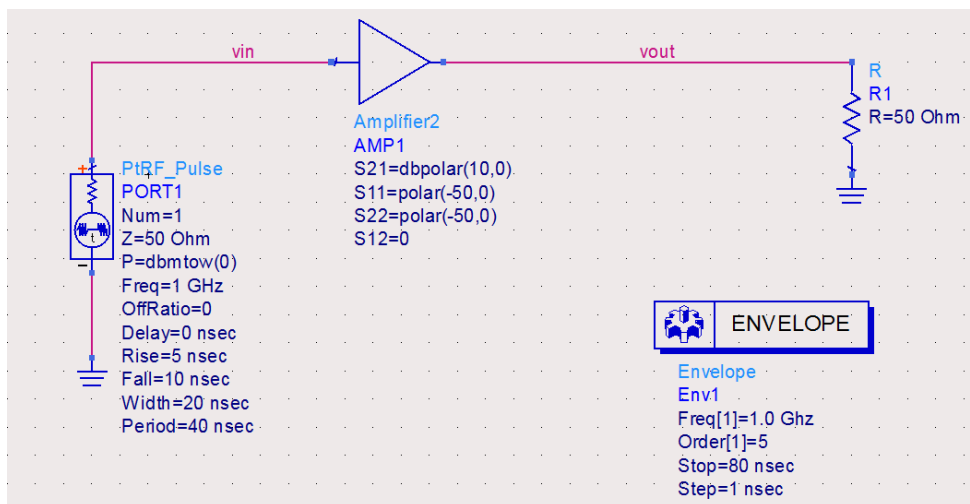 vin
vout
R
R1
R=50 Ohm
Amplifier2
AMP1
S21=dbpolar(10,0)
S11=polar(-50,0)
S22=polar(-50,0)
S12=0
+
PtRF_Pulse
PORT1
Num=1
Z=50 Ohm
t
P=dbmtow(0)
-
Freq=1 GHz
OffRatio=0
Delay=0 nsec
Rise=5 nsec
Fall=10 nsec
Width=20 nsec
Period=40 nsec
ENVELOPE
Envelope
Env1
Freq[1]=1.0 Ghz
Order[1]=5
Stop=80 nsec
Step=1 nsec